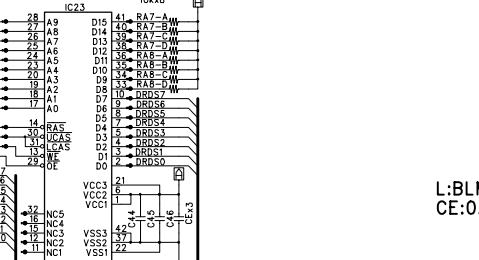 10kx8
IC23
28 A9 D15 41 RA7-A
27 A8 D14 40 RA7-B
26 A7 D13 39 RA7-C
25 A6 D12 38 RA7-D
24 A5 D11 36 RA8-A
23 A4 D10 35 RA8-B
20 A3 D9 34 RA8-C
19 A2 D8 33 RA8-D
18 A1 D7 10 DRDS7
17 A0 D6 9 DRDS6
D5 8 DRDS5
14 RAS D4 7 DRDS4
30 UCAS D3 5 DRDS3
31 LCAS D2 4 DRDS2
13 WE D1 3 DRDS1
29 OE D0 2 DRDS0
VCC3 21
VCC2 6
VCC1 1
32 NC5
16 NC4
15 NC3 VSS3 42
12 NC2 VSS2 37
11 NC1 VSS1 22
C44 C45 C46 CEx3
L:BL
CE:0.